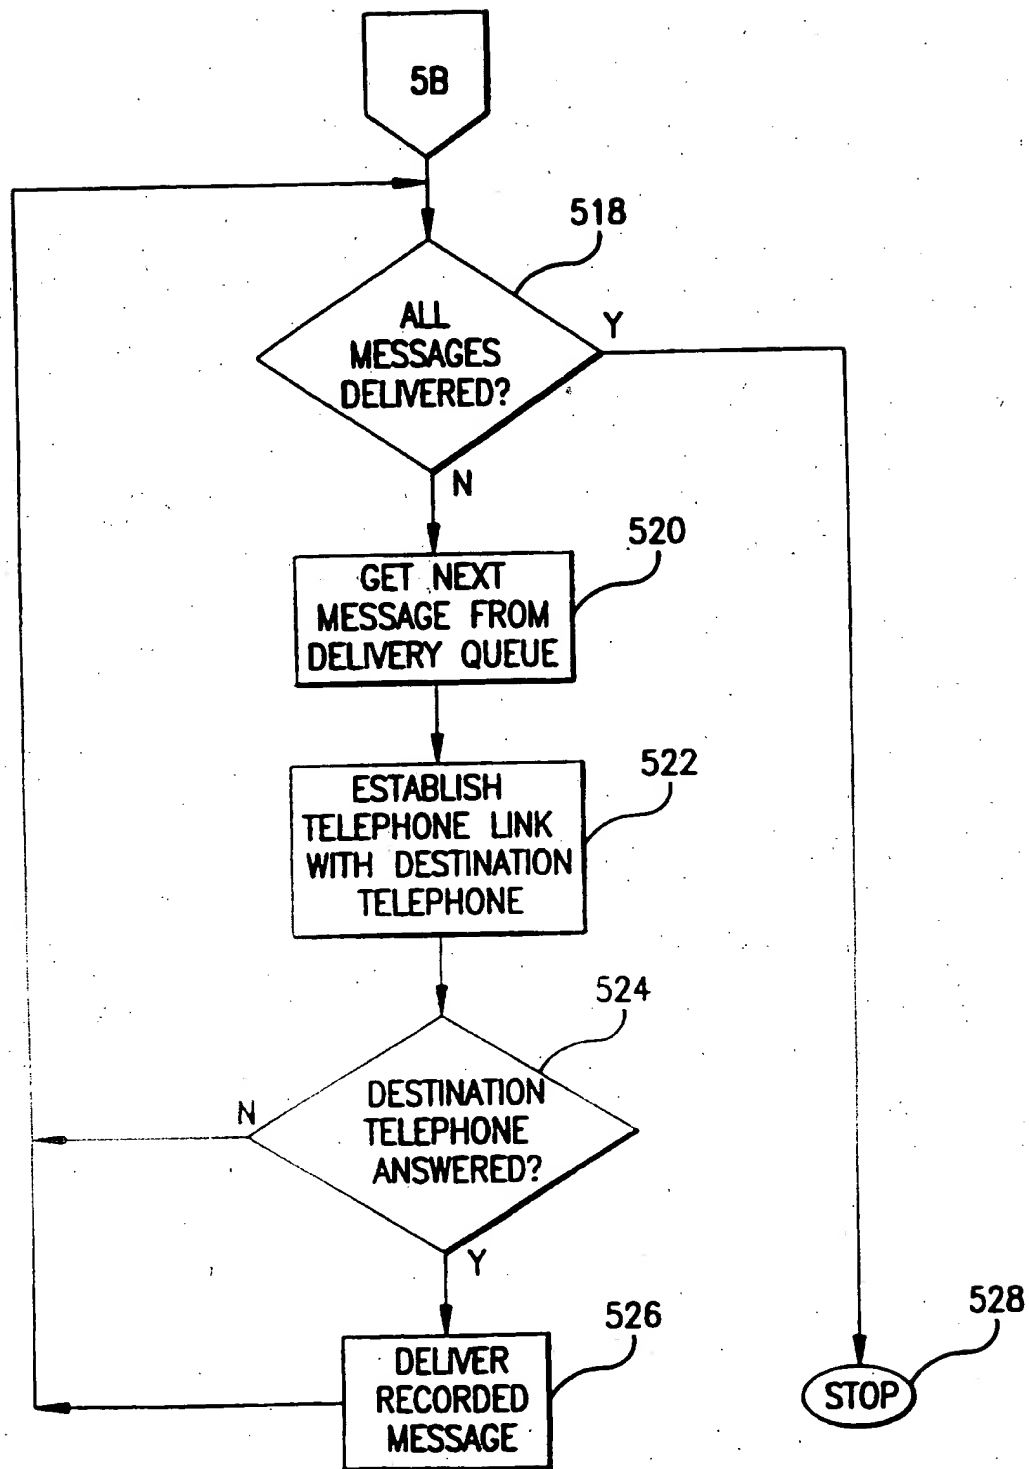 5B
518
ALL
MESSAGES
DELIVERED?
Y
N
520
GET NEXT
MESSAGE FROM
DELIVERY QUEUE
522
ESTABLISH
TELEPHONE LINK
WITH DESTINATION
TELEPHONE
524
N
DESTINATION
TELEPHONE
ANSWERED?
Y
526
528
DELIVER
RECORDED
MESSAGE
STOP